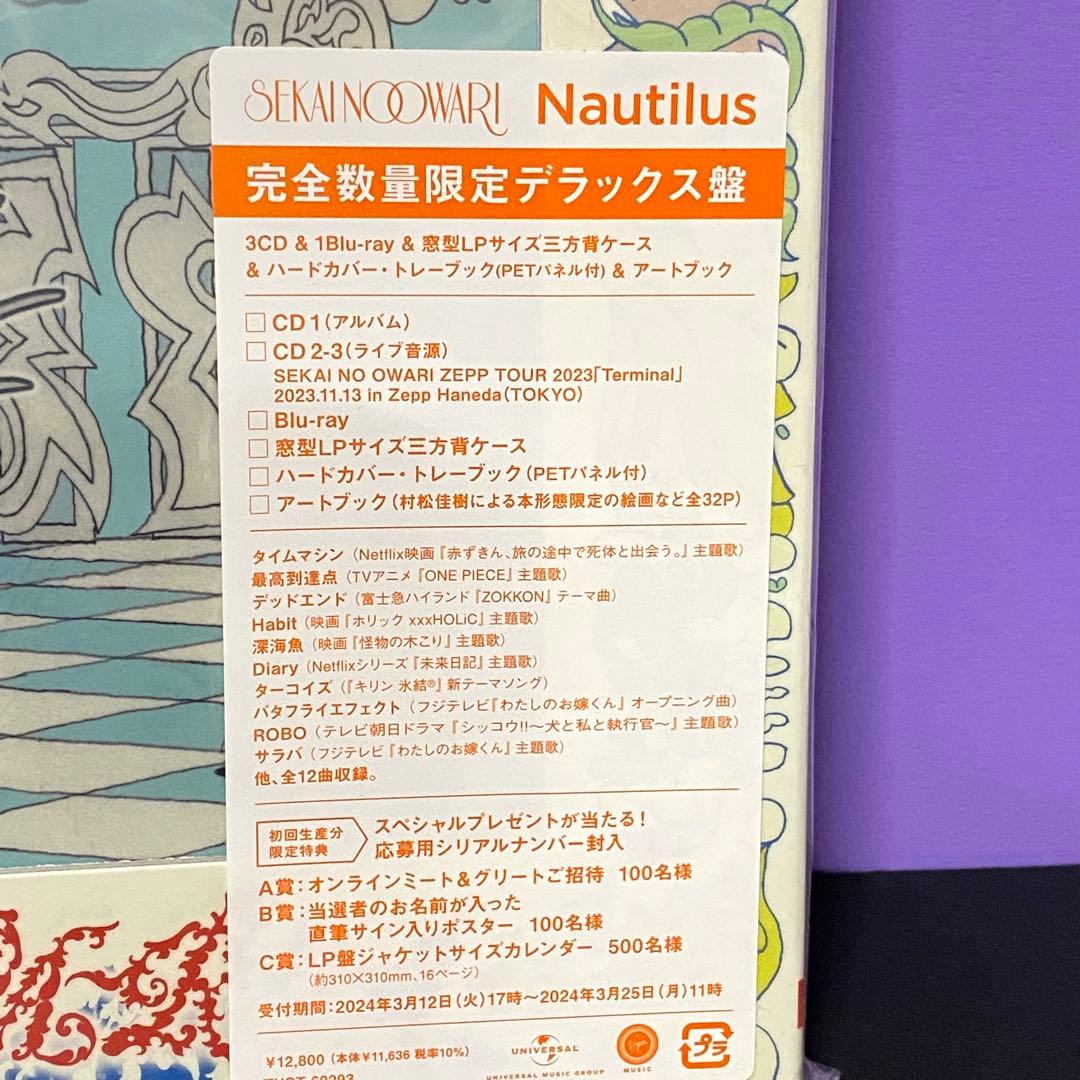 SEKAI NO OWARI Nautilus
完全数量限定デラックス盤
3CD & 1Blu-ray & 窓型LPサイズ三方背ケース
& ハードカバー・トレーブック(PETパネル付) & アートブック
□ CD 1(アルバム)
□ CD 2-3(ライブ音源)
SEKAI NO OWARI ZEPP TOUR 2023「Terminal」
2023.11.13 in Zepp Haneda(TOKYO)
□ Blu-ray
□ 窓型LPサイズ三方背ケース
□ ハードカバー・トレーブック(PETパネル付)
□ アートブック(村松佳樹による本形態限定の絵画など全32P)
タイムマシン(Netflix映画『赤ずきん、旅の途中で死体と出会う。』主題歌)
最高到達点(TVアニメ『ONE PIECE』主題歌)
デッドエンド(富士急ハイランド『ZOKKON』テーマ曲)
Habit(映画『ホリック xxxHOLiC』主題歌)
深海魚(映画『怪物の木こり』主題歌)
Diary(Netflixシリーズ『未来日記』主題歌)
ターコイズ(『キリン 氷結®』新テーマソング)
バタフライエフェクト(フジテレビ『わたしのお嫁くん』オープニング曲)
ROBO(テレビ朝日ドラマ『シッコウ!!〜犬と私と執行官〜』主題歌)
サラバ(フジテレビ『わたしのお嫁くん』主題歌)
他、全12曲収録。
初回生産分
限定特典
スペシャルプレゼントが当たる!
応募用シリアルナンバー封入
A賞:オンラインミート&グリートご招待 100名様
B賞:当選者のお名前が入った
直筆サイン入りポスター 100名様
C賞:LP盤ジャケットサイズカレンダー 500名様
(約310×310mm、16ページ)
受付期間:2024年3月12日(火)17時〜2024年3月25日(月)11時
¥12,800(本体¥11,636 税率10%)
UNIVERSAL
UNIVERSAL MUSIC GROUP
Virgin
MUSIC
プラ